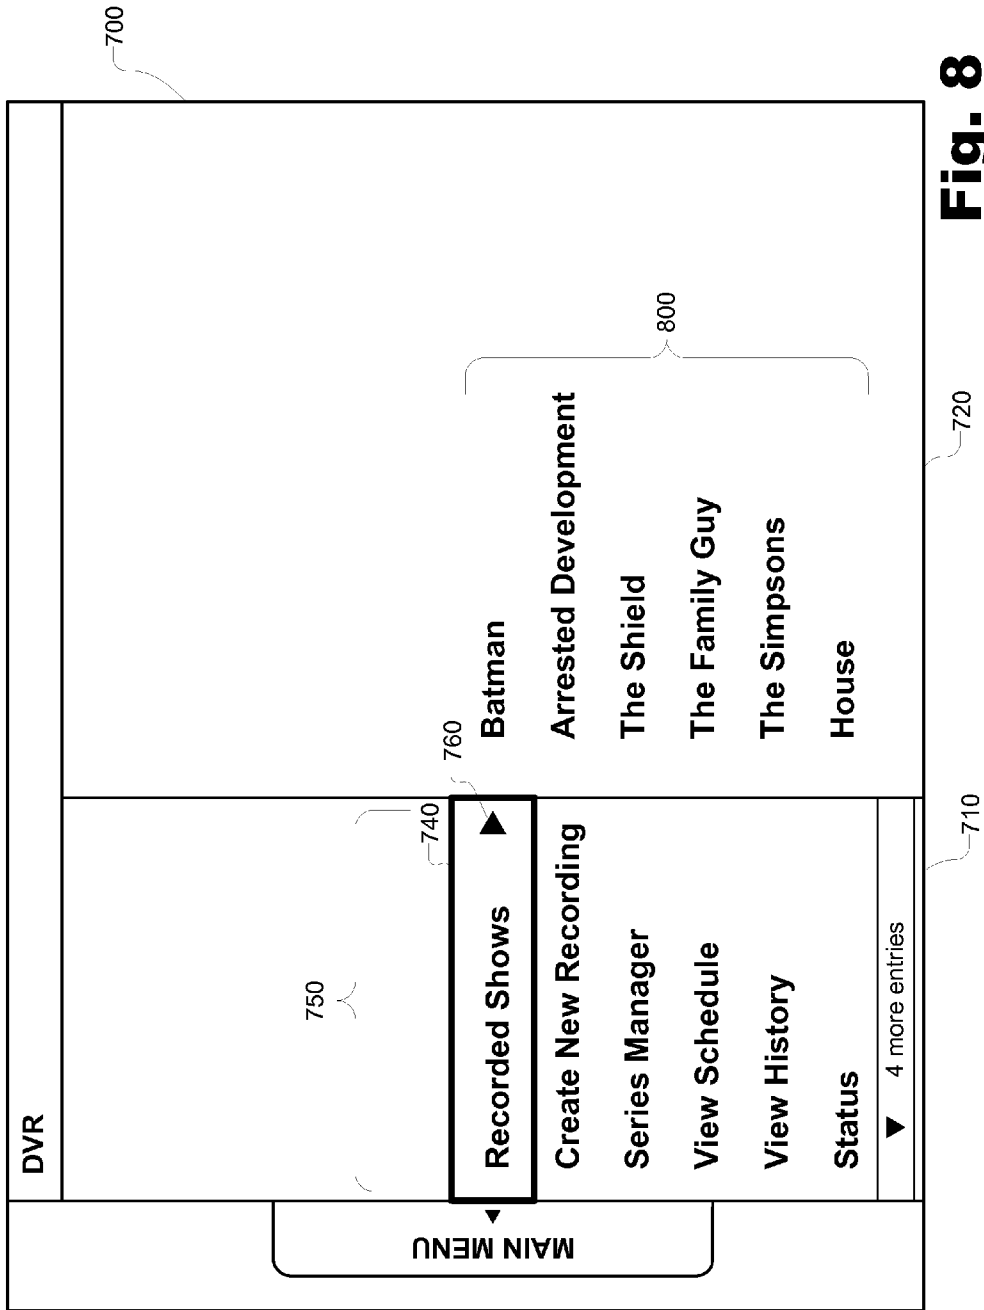 DVR
700
MAIN MENU
750
740
Recorded Shows
760
Create New Recording
Series Manager
View Schedule
View History
Status
4 more entries
710
Batman
Arrested Development
The Shield
The Family Guy
The Simpsons
House
800
720
Fig. 8